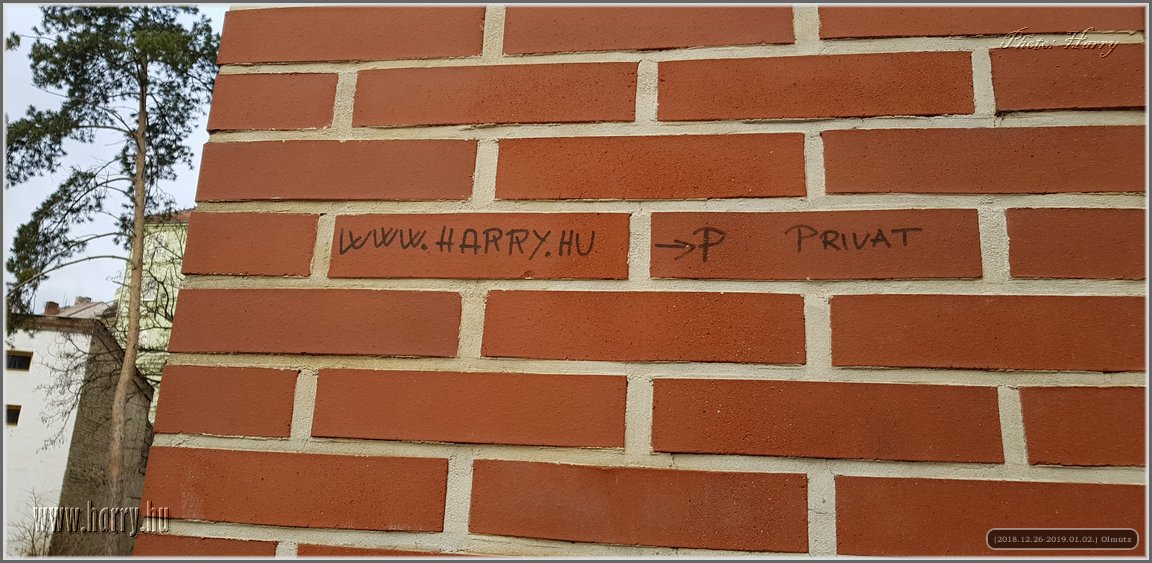 Photo: Harry
WWW.HARRY.HU → P PRIVAT
www.harry.hu
(2018.12.26-2019.01.02.) Olmütz